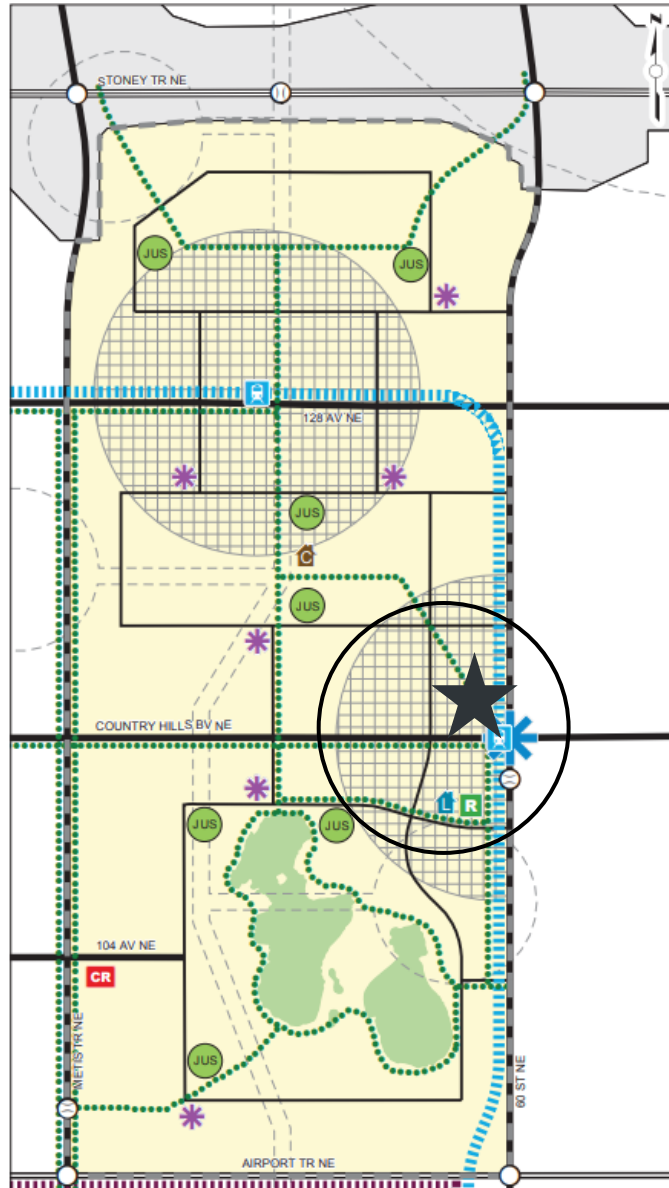 N
STONEY TR NE
JUS
JUS
128 AV NE
JUS
C
JUS
COUNTRY HILLS BV NE
L
R
JUS
JUS
104 AV NE
CR
METIS TR NE
JUS
60 ST NE
AIRPORT TR NE